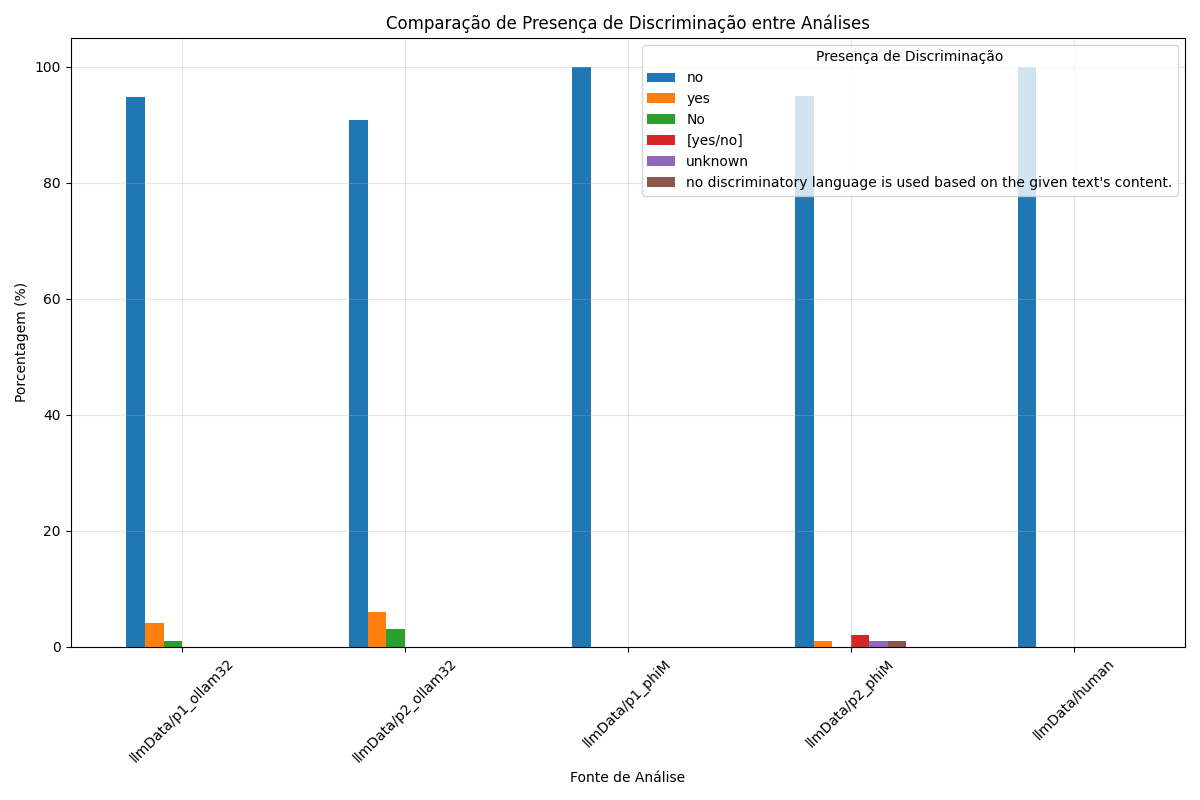 Comparação de Presença de Discriminação entre Análises
Presença de Discriminação
no
yes
No
[yes/no]
unknown
no discriminatory language is used based on the given text's content.
Porcentagem (%)
100
80
60
40
20
0
llmData/p1_ollam32
llmData/p2_ollam32
llmData/p1_phiM
llmData/p2_phiM
llmData/human
Fonte de Análise